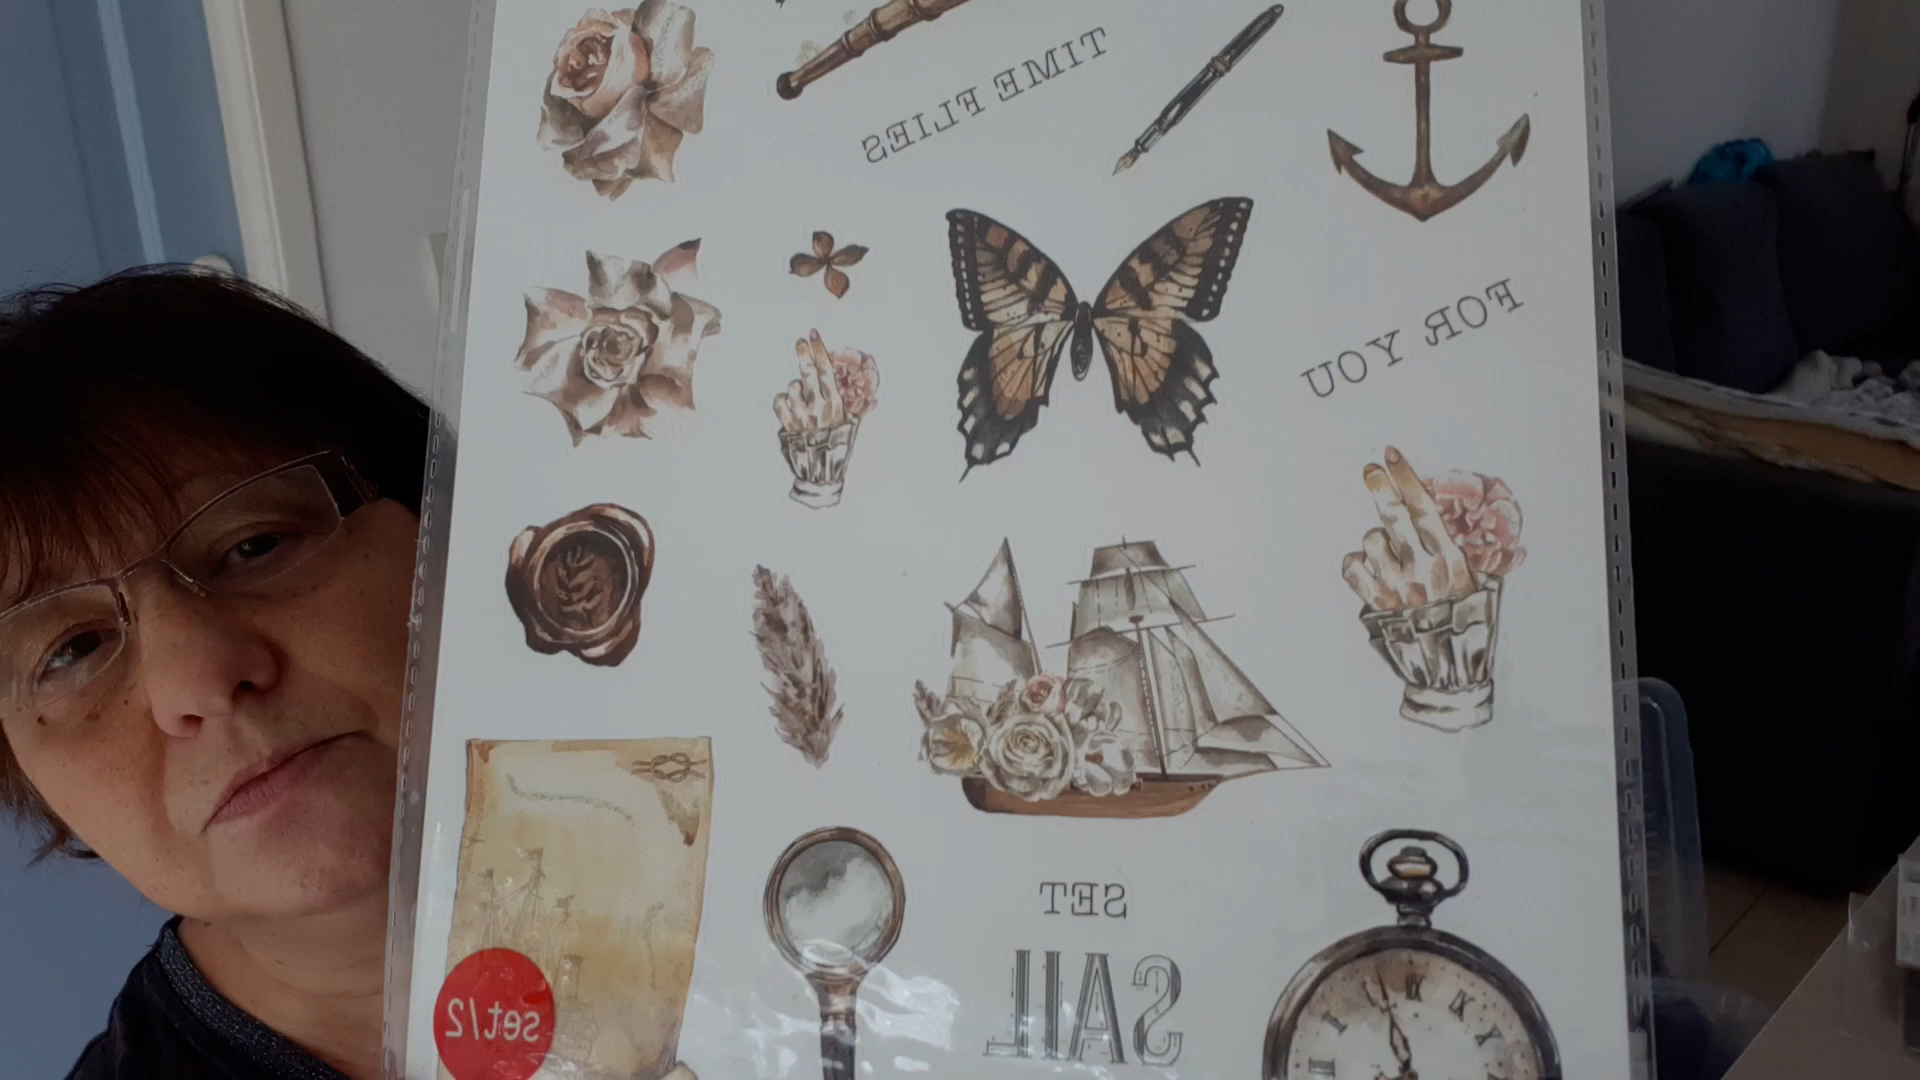 TIME FLIES
FOR YOU
SET
SAIL
set/2